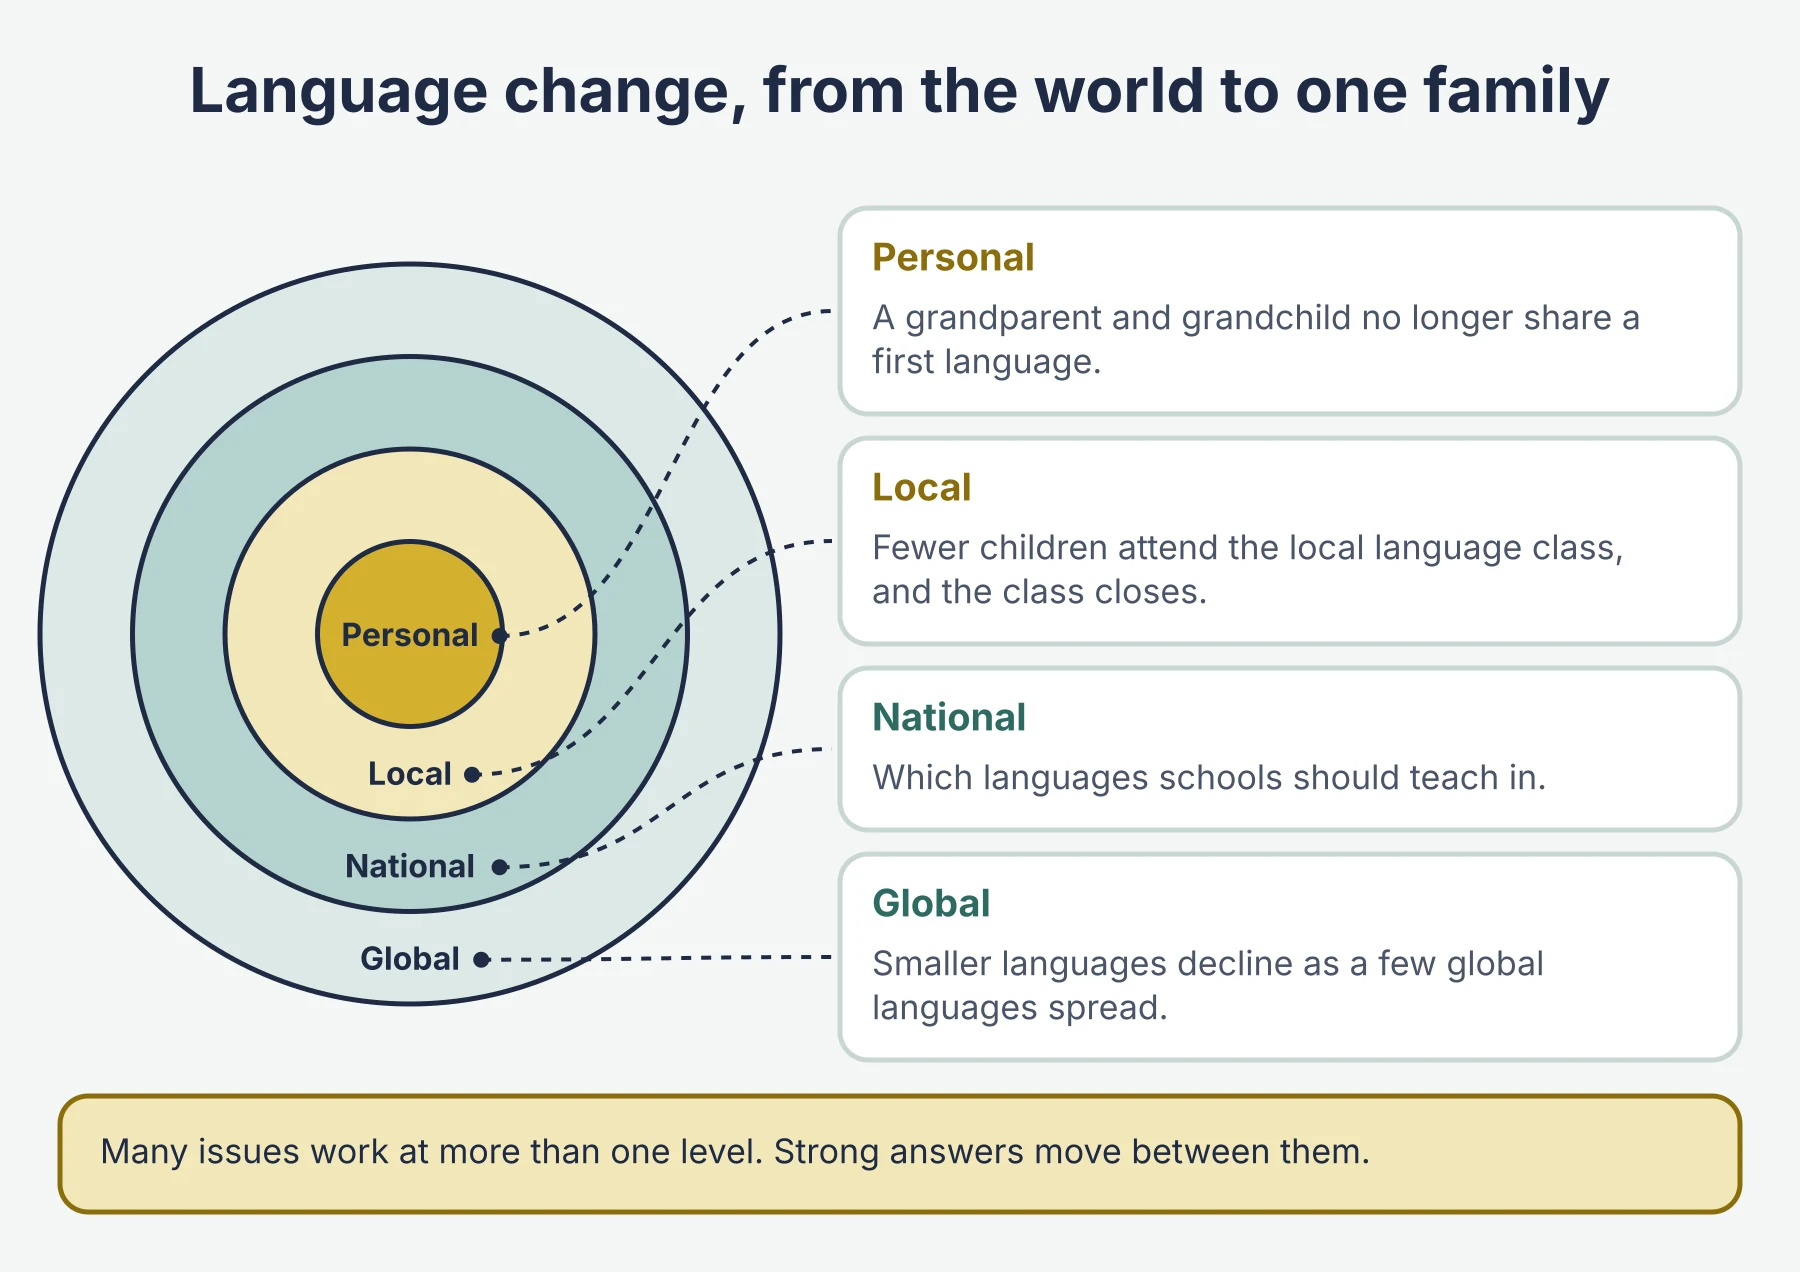 Language change, from the world to one family
Personal
Local
National
Global
Personal
A grandparent and grandchild no longer share a
first language.
Local
Fewer children attend the local language class,
and the class closes.
National
Which languages schools should teach in.
Global
Smaller languages decline as a few global
languages spread.
Many issues work at more than one level. Strong answers move between them.